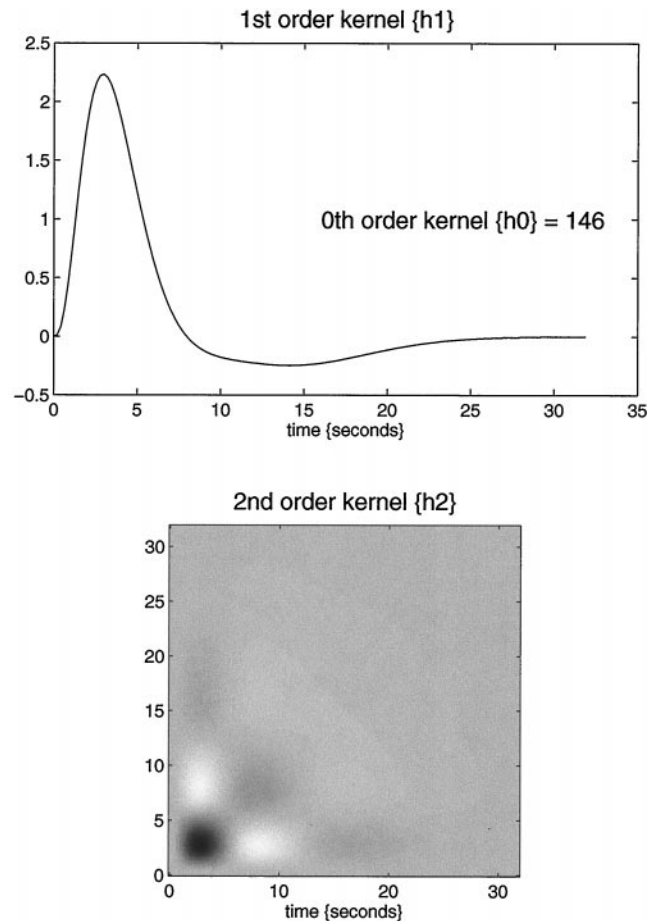 1st order kernel {h1}
2.5
2
1.5
1
0.5
0
−0.5
0th order kernel {h0} = 146
0 5 10 15 20 25 30 35
time {seconds}
2nd order kernel {h2}
30
25
20
15
10
5
0
0 10 20 30
time {seconds}